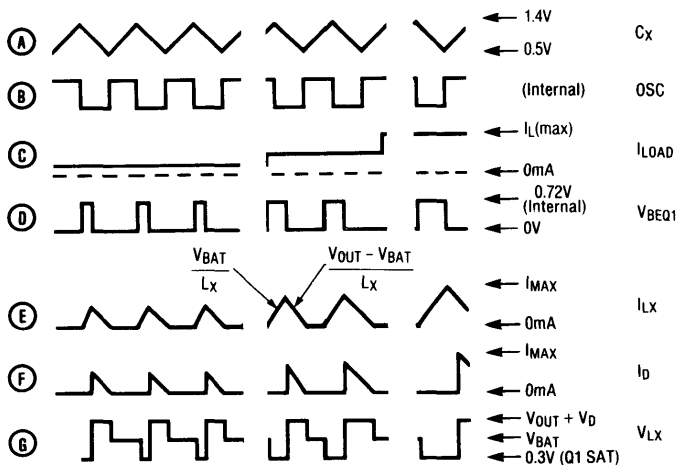 A
1.4V
0.5V
CX
B
(Internal)
OSC
C
IL(max)
0mA
ILOAD
D
0.72V
(Internal)
0V
VBEQ1
VBAT
LX
VOUT – VBAT
LX
E
IMAX
0mA
ILX
F
IMAX
0mA
ID
G
VOUT + VD
VBAT
0.3V (Q1 SAT)
VLX